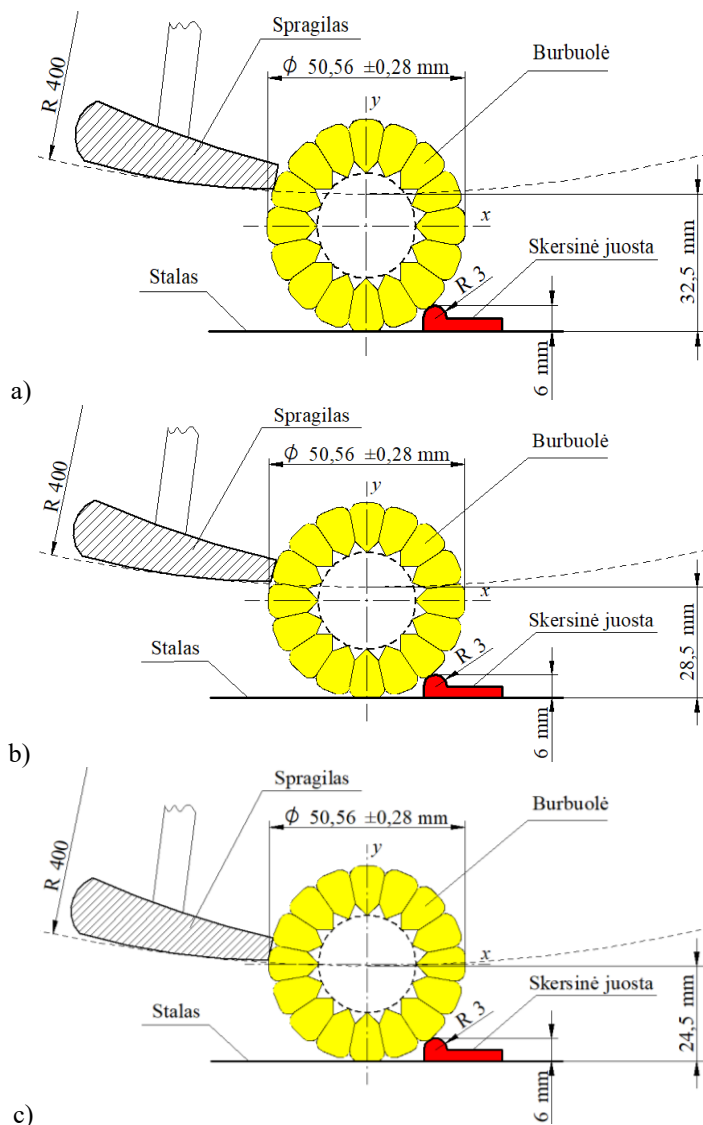 Spragilas
ϕ 50,56 ±0,28 mm
Burbuolė
R 400
y
x
Stalas
Skersinė juosta
R 3
32,5 mm
6 mm
a)
Spragilas
ϕ 50,56 ±0,28 mm
Burbuolė
R 400
y
x
Stalas
Skersinė juosta
R 3
28,5 mm
6 mm
b)
Spragilas
ϕ 50,56 ±0,28 mm
Burbuolė
R 400
y
x
Stalas
Skersinė juosta
R 3
24,5 mm
6 mm
c)